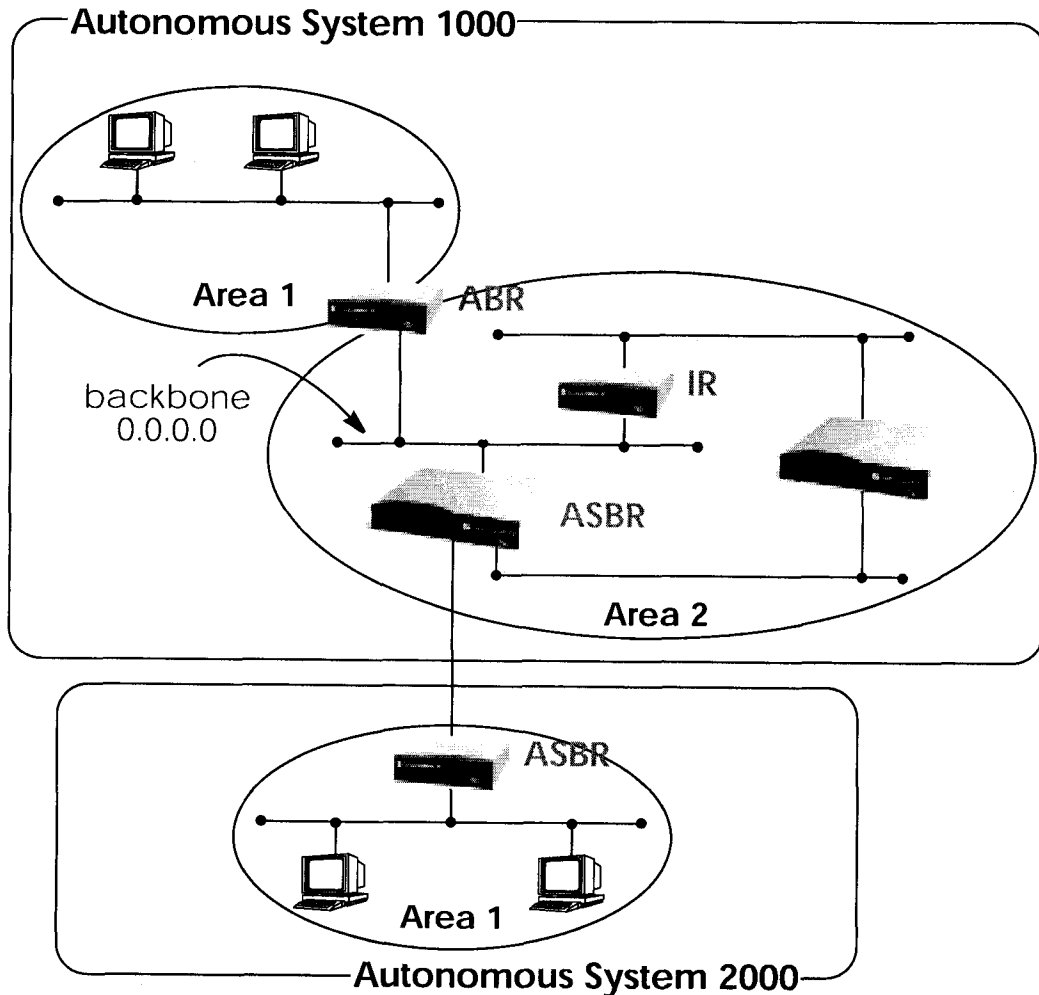 Autonomous System 1000
Area 1
ABR
IR
backbone
0.0.0.0
ASBR
Area 2
ASBR
Area 1
Autonomous System 2000